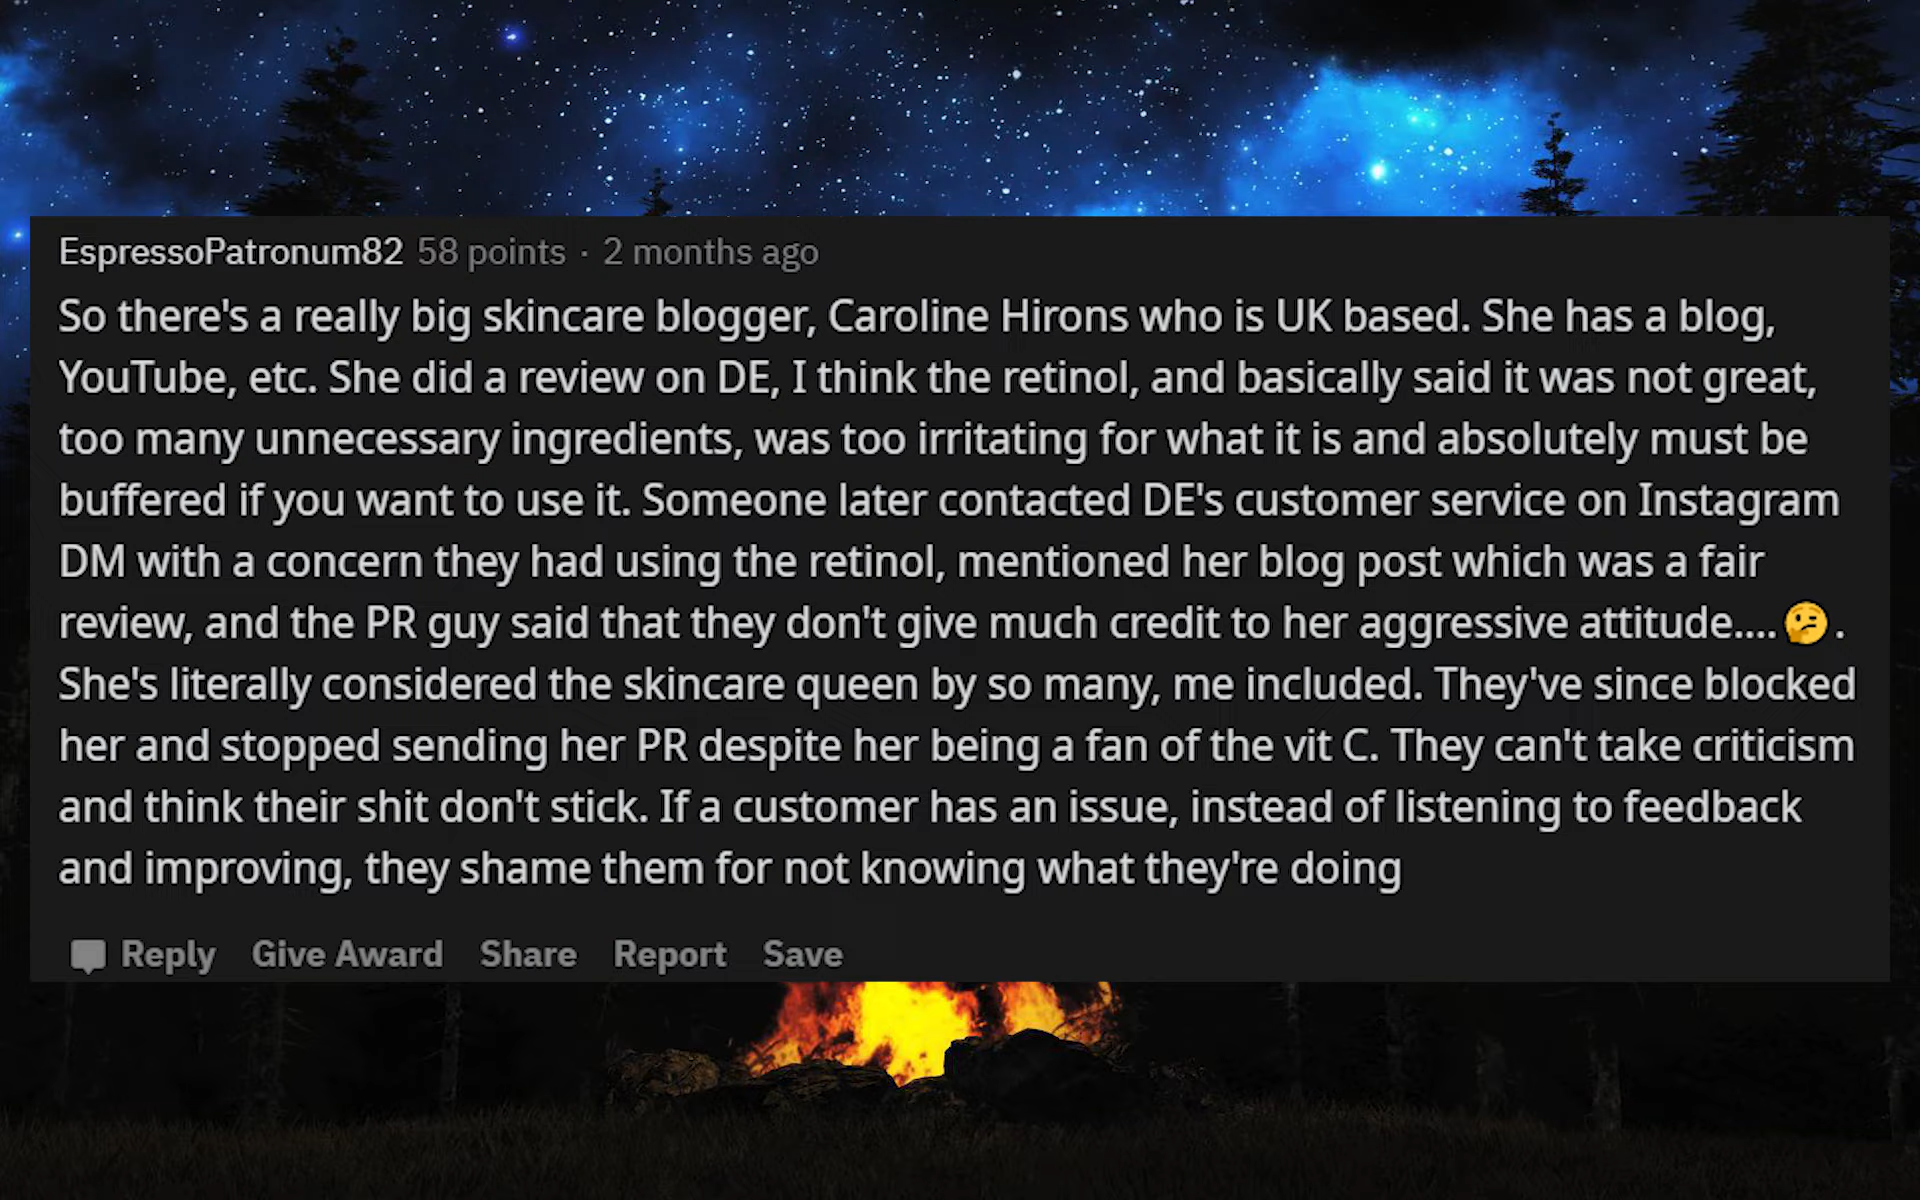 EspressoPatronum82 58 points · 2 months ago
So there's a really big skincare blogger, Caroline Hirons who is UK based. She has a blog,
YouTube, etc. She did a review on DE, I think the retinol, and basically said it was not great,
too many unnecessary ingredients, was too irritating for what it is and absolutely must be
buffered if you want to use it. Someone later contacted DE's customer service on Instagram
DM with a concern they had using the retinol, mentioned her blog post which was a fair
review, and the PR guy said that they don't give much credit to her aggressive attitude....🤔.
She's literally considered the skincare queen by so many, me included. They've since blocked
her and stopped sending her PR despite her being a fan of the vit C. They can't take criticism
and think their shit don't stick. If a customer has an issue, instead of listening to feedback
and improving, they shame them for not knowing what they're doing
Reply Give Award Share Report Save